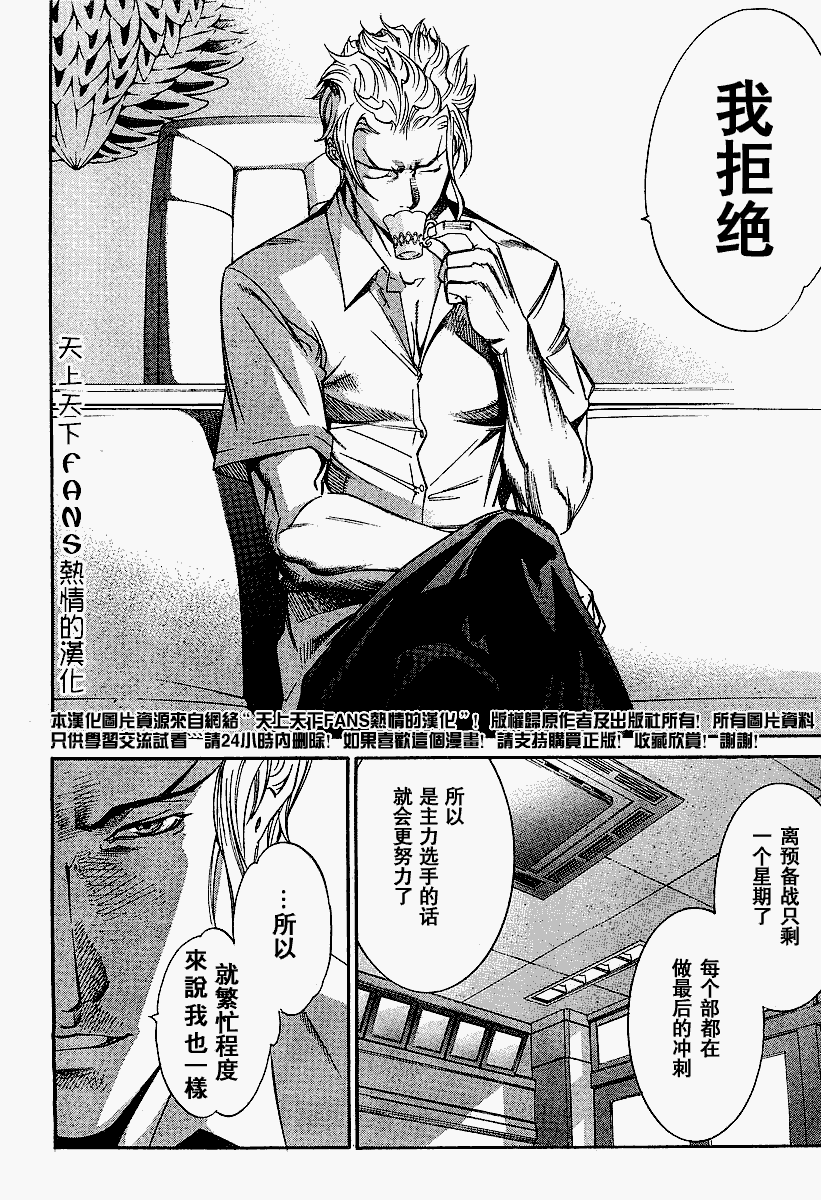 我拒绝
天上天下FANS熱情的漢化
本漢化圖片資源來自網絡“天上天下FANS熱情的漢化”！版權歸原作者及出版社所有！所有圖片資料
只供學習交流試看 請24小時內刪除！如果喜歡這個漫畫！請支持購買正版！收藏欣賞！謝謝！
离预备战只剩
一个星期了
每个部都在
做最后的冲刺
所以
是主力选手的话
就会更努力了
…所以
就繁忙程度
來說我也一樣